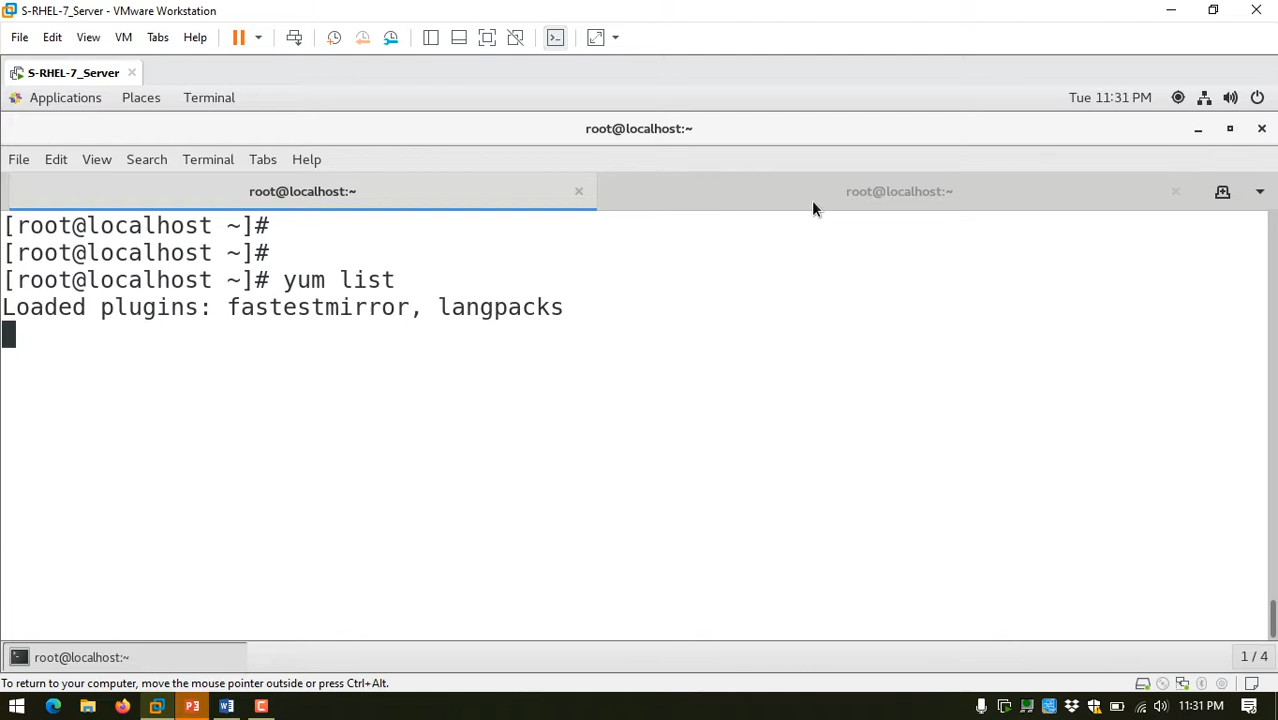 S-RHEL-7_Server - VMware Workstation
File Edit View VM Tabs Help
S-RHEL-7_Server
Applications Places Terminal Tue 11:31 PM
root@localhost:~
File Edit View Search Terminal Tabs Help
root@localhost:~ root@localhost:~
[root@localhost ~]#
[root@localhost ~]#
[root@localhost ~]# yum list
Loaded plugins: fastestmirror, langpacks
root@localhost:~ 1 / 4
To return to your computer, move the mouse pointer outside or press Ctrl+Alt.
11:31 PM